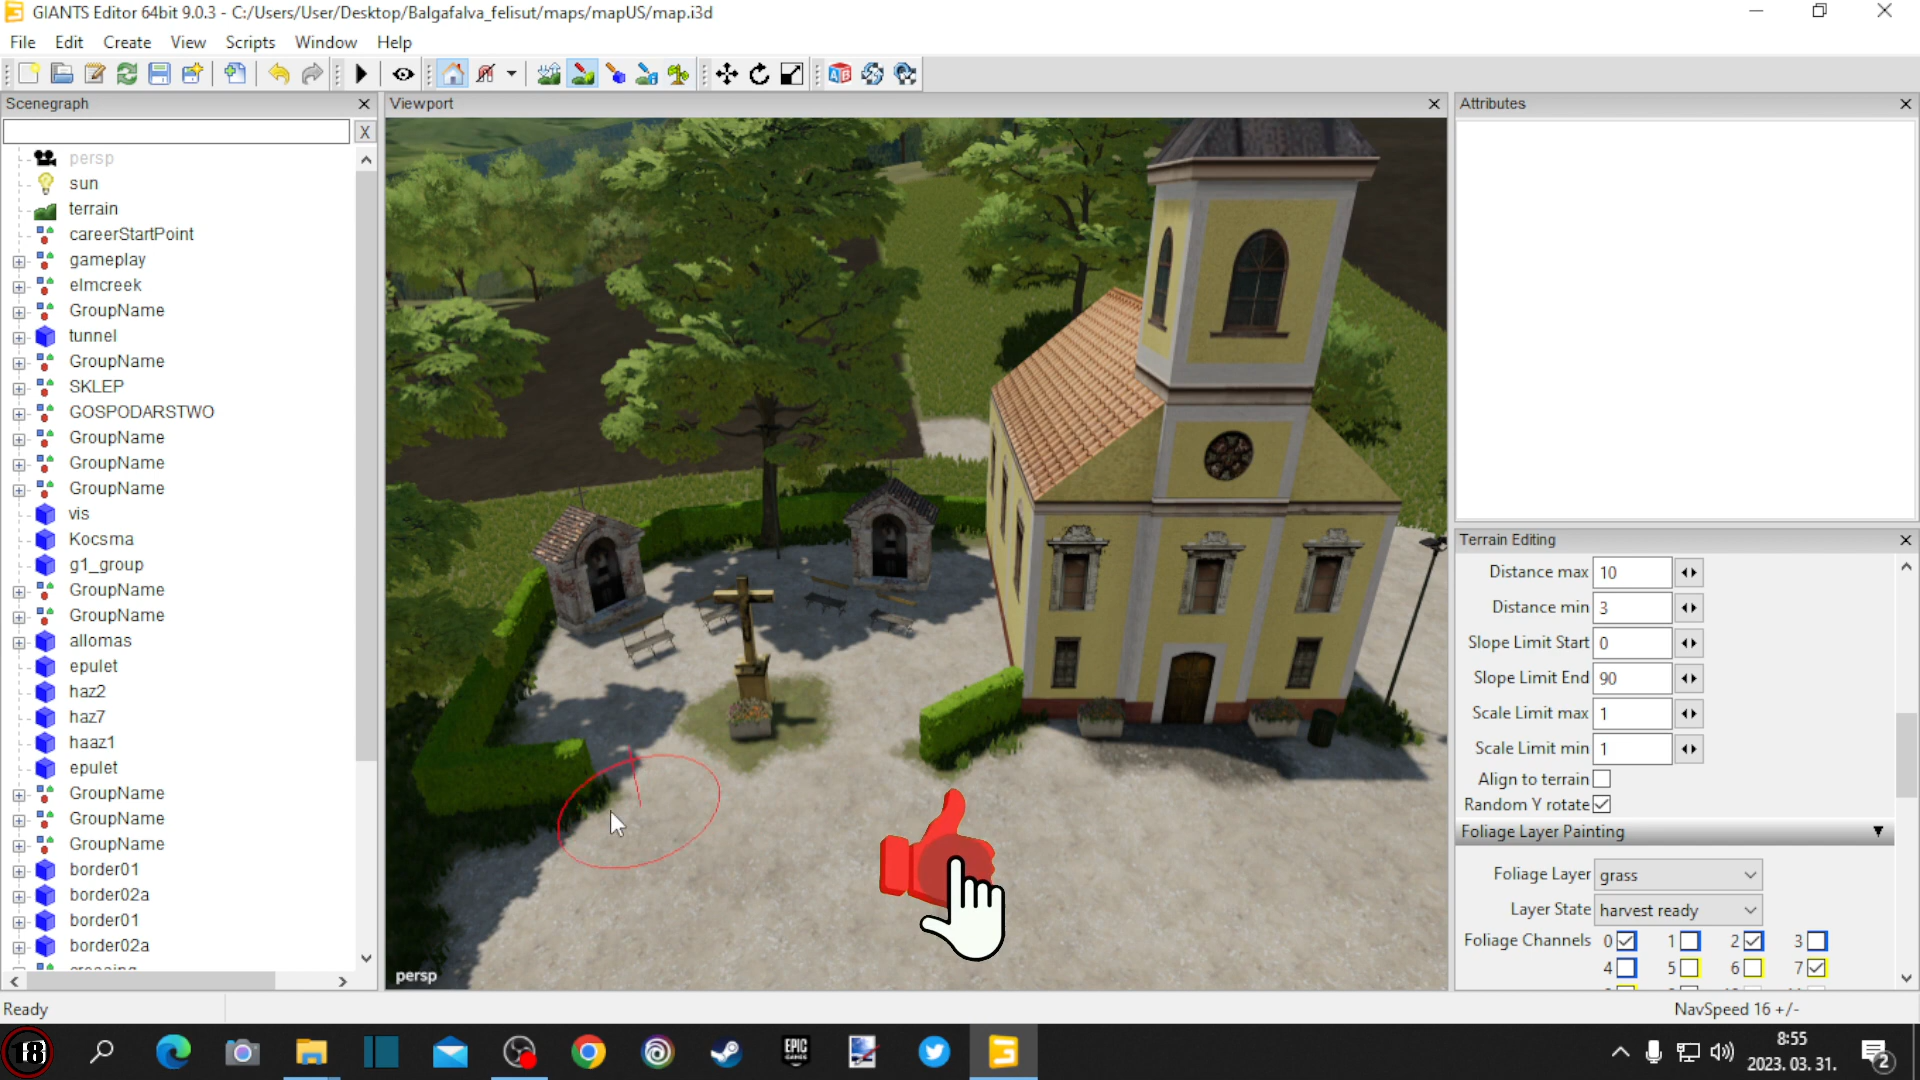 GIANTS Editor 64bit 9.0.3 - C:/Users/User/Desktop/Balgafalva_felisut/maps/mapUS/map.i3d
File Edit Create View Scripts Window Help
Scenegraph
Viewport
Attributes
X
persp
sun
terrain
careerStartPoint
gameplay
elmcreek
GroupName
tunnel
GroupName
SKLEP
GOSPODARSTWO
GroupName
GroupName
GroupName
vis
Kocsma
g1_group
GroupName
GroupName
allomas
epulet
haz2
haz7
haaz1
epulet
GroupName
GroupName
GroupName
border01
border02a
border01
border02a
persp
Terrain Editing
Distance max 10
Distance min 3
Slope Limit Start 0
Slope Limit End 90
Scale Limit max 1
Scale Limit min 1
Align to terrain
Random Y rotate
Foliage Layer Painting
Foliage Layer grass
Layer State harvest ready
Foliage Channels 0 1 2 3
4 5 6 7
Ready
NavSpeed 16 +/-
18
EPIC
GAMES
8:55
2023. 03. 31.
2